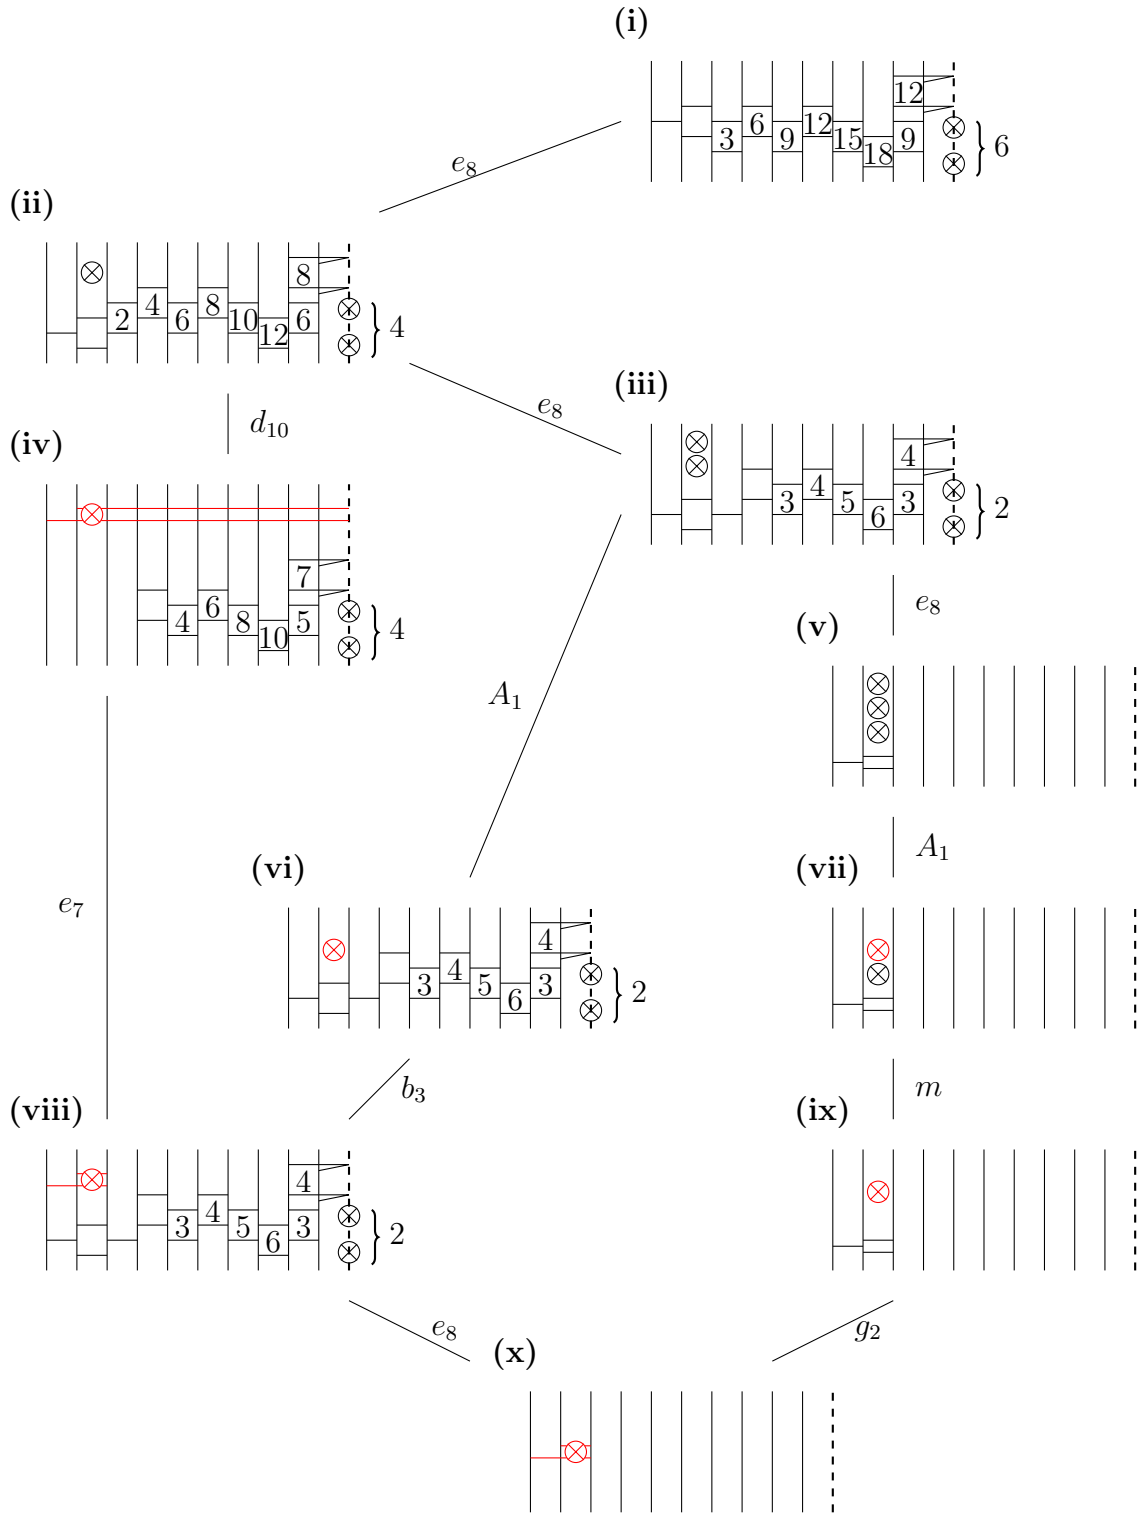 (i)
12
6 12
3 9 15 9
18
} 6
e₈
(ii)
8
4 8
2 6 10 6
12
} 4
e₈
d₁₀
(iii)
4
4
3 5 3
6
} 2
(iv)
7
6
4 8 5
10
} 4
e₈
A₁
(v)
A₁
e₇
(vi)
4
4
3 5 3
6
} 2
(vii)
b₃
m
(viii)
4
4
3 5 3
6
} 2
(ix)
e₈
g₂
(x)